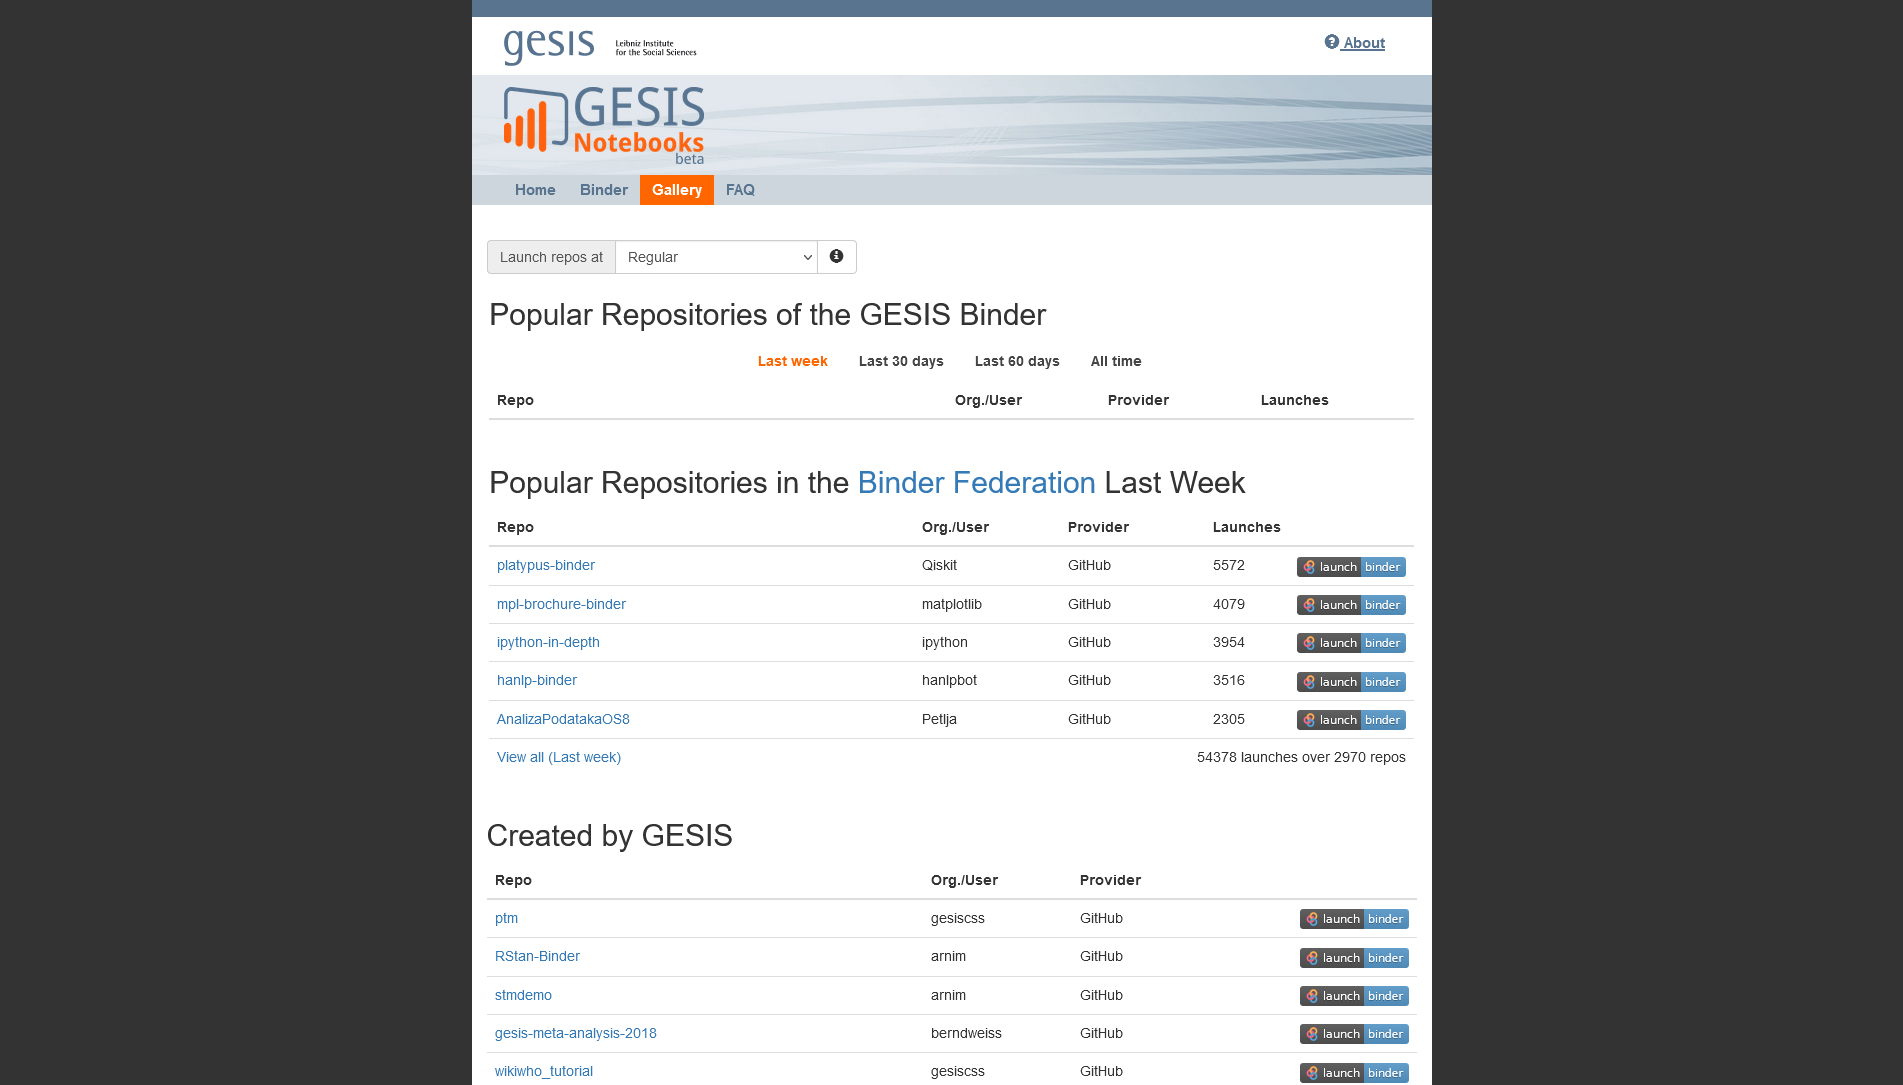 gesis Leibniz Institute
for the Social Sciences
About
GESIS
Notebooks
beta
Home Binder Gallery FAQ
Launch repos at Regular
Popular Repositories of the GESIS Binder
Last week Last 30 days Last 60 days All time
Repo Org./User Provider Launches
Popular Repositories in the Binder Federation Last Week
Repo Org./User Provider Launches
platypus-binder Qiskit GitHub 5572 launch binder
mpl-brochure-binder matplotlib GitHub 4079 launch binder
ipython-in-depth ipython GitHub 3954 launch binder
hanlp-binder hanlpbot GitHub 3516 launch binder
AnalizaPodatakaOS8 Petlja GitHub 2305 launch binder
View all (Last week) 54378 launches over 2970 repos
Created by GESIS
Repo Org./User Provider
ptm gesiscss GitHub launch binder
RStan-Binder arnim GitHub launch binder
stmdemo arnim GitHub launch binder
gesis-meta-analysis-2018 berndweiss GitHub launch binder
wikiwho_tutorial gesiscss GitHub launch binder